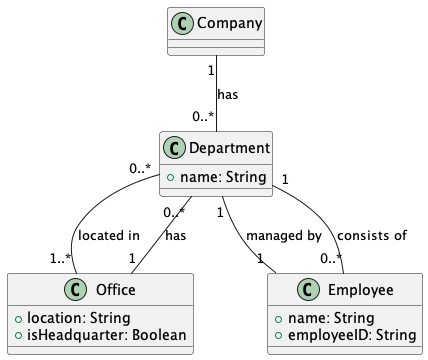 C Company
1
has
0..*
C Department
name: String
0..*
0..*
1
1
located in
has
managed by
consists of
1..*
1
1
0..*
C Office
location: String
isHeadquarter: Boolean
C Employee
name: String
employeeID: String